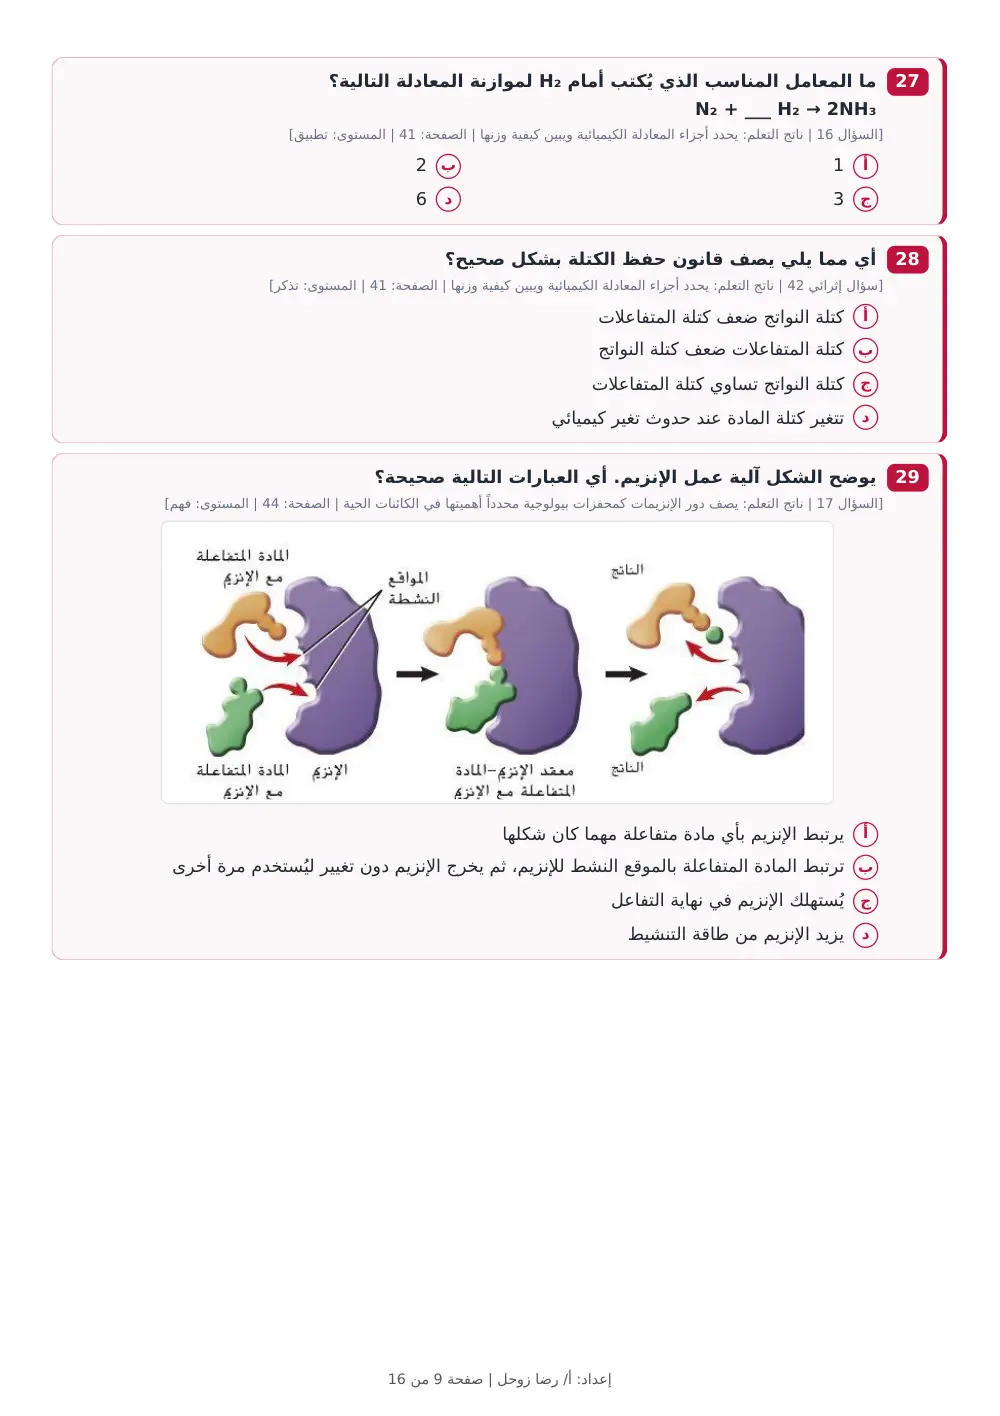 27 ما المعامل المناسب الذي يُكتب أمام H₂ لموازنة المعادلة التالية؟
N₂ + ___ H₂ → 2NH₃
[السؤال 16 | ناتج التعلم: يحدد أجزاء المعادلة الكيميائية ويبين كيفية وزنها | الصفحة: 41 | المستوى: تطبيق]
أ 1
ب 2
ج 3
د 6
28 أي مما يلي يصف قانون حفظ الكتلة بشكل صحيح؟
[سؤال إثرائي 42 | ناتج التعلم: يحدد أجزاء المعادلة الكيميائية ويبين كيفية وزنها | الصفحة: 41 | المستوى: تذكر]
أ كتلة النواتج ضعف كتلة المتفاعلات
ب كتلة المتفاعلات ضعف كتلة النواتج
ج كتلة النواتج تساوي كتلة المتفاعلات
د تتغير كتلة المادة عند حدوث تغير كيميائي
29 يوضح الشكل آلية عمل الإنزيم. أي العبارات التالية صحيحة؟
[السؤال 17 | ناتج التعلم: يصف دور الإنزيمات كمحفزات بيولوجية محدداً أهميتها في الكائنات الحية | الصفحة: 44 | المستوى: فهم]
المادة المتفاعلة
مع الإنزيم
المواقع
النشطة
الناتج
المادة المتفاعلة
مع الإنزيم
الإنزيم
معقد الإنزيم–المادة
المتفاعلة مع الإنزيم
الناتج
أ يرتبط الإنزيم بأي مادة متفاعلة مهما كان شكلها
ب ترتبط المادة المتفاعلة بالموقع النشط للإنزيم، ثم يخرج الإنزيم دون تغيير ليُستخدم مرة أخرى
ج يُستهلك الإنزيم في نهاية التفاعل
د يزيد الإنزيم من طاقة التنشيط
إعداد: أ/ رضا زوحل | صفحة 9 من 16